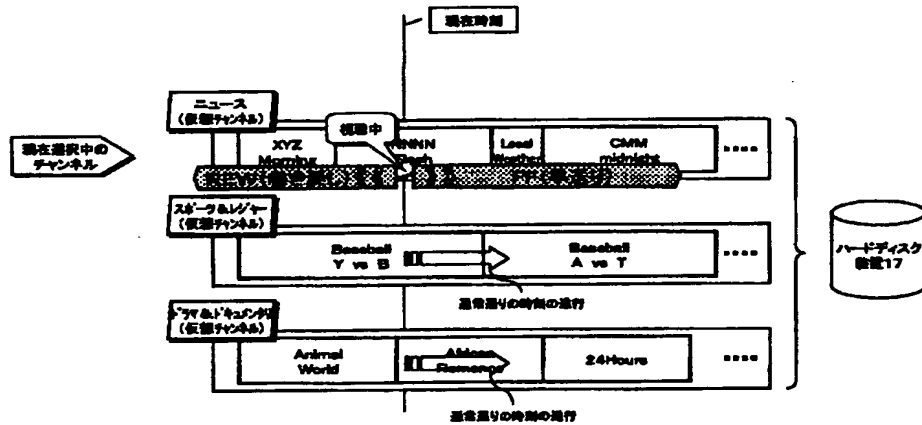 現在時刻
ニュース
(仮想チャンネル)
視聴中
現在選択中の
チャンネル
XYZ
Morning
NNN
Flash
Local
Weather
CMM
midnight
スポーツ&レジャー
(仮想チャンネル)
Baseball
Y vs B
Baseball
A vs T
ハードディスク
装置17
通常通りの時刻の進行
ドラマ&ドキュメンタリ
(仮想チャンネル)
Animal
World
African
Romance
24Hours
通常通りの時刻の進行